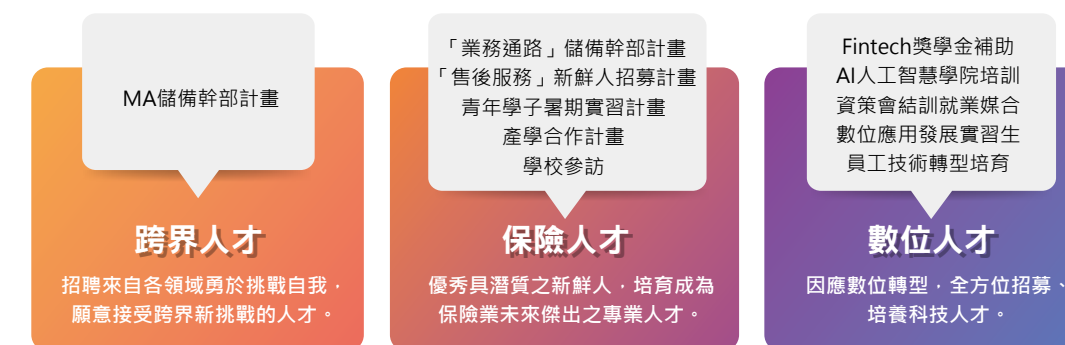 MA儲備幹部計畫
跨界人才
招聘來自各領域勇於挑戰自我，
願意接受跨界新挑戰的人才。
「業務通路」儲備幹部計畫
「售後服務」新鮮人招募計畫
青年學子暑期實習計畫
產學合作計畫
學校參訪
保險人才
優秀具潛質之新鮮人，培育成為
保險業未來傑出之專業人才。
Fintech獎學金補助
AI人工智慧學院培訓
資策會結訓就業媒合
數位應用發展實習生
員工技術轉型培育
數位人才
因應數位轉型，全方位招募、
培養科技人才。